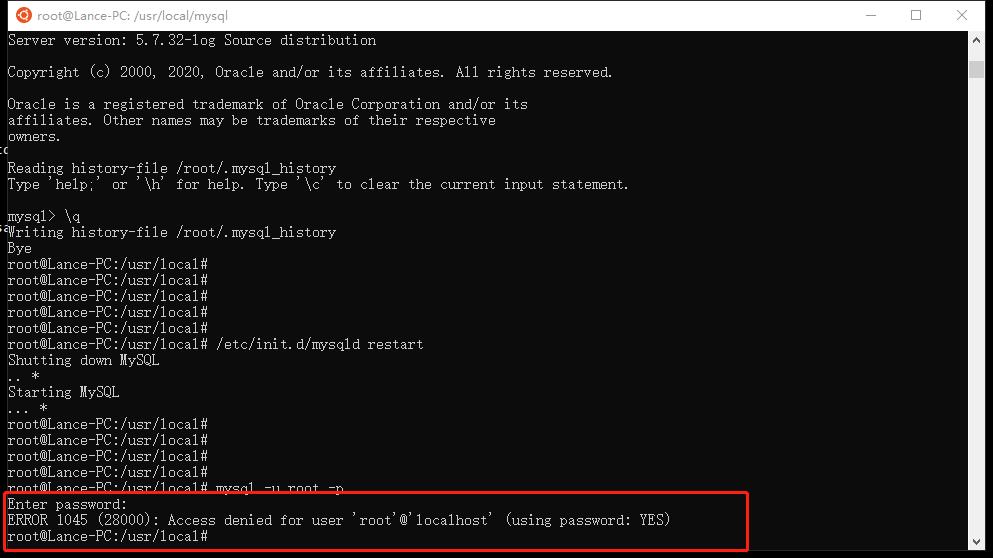 root@Lance-PC: /usr/local/mysql
Server version: 5.7.32-log Source distribution
Copyright (c) 2000, 2020, Oracle and/or its affiliates. All rights reserved.
Oracle is a registered trademark of Oracle Corporation and/or its
affiliates. Other names may be trademarks of their respective
owners.
Reading history-file /root/.mysql_history
Type 'help;' or '\h' for help. Type '\c' to clear the current input statement.
mysql> \q
Writing history-file /root/.mysql_history
Bye
root@Lance-PC:/usr/local#
root@Lance-PC:/usr/local#
root@Lance-PC:/usr/local#
root@Lance-PC:/usr/local#
root@Lance-PC:/usr/local#
root@Lance-PC:/usr/local# /etc/init.d/mysqld restart
Shutting down MySQL
.. *
Starting MySQL
... *
root@Lance-PC:/usr/local#
root@Lance-PC:/usr/local#
root@Lance-PC:/usr/local#
root@Lance-PC:/usr/local#
root@Lance-PC:/usr/local# mysql -u root -p
Enter password:
ERROR 1045 (28000): Access denied for user 'root'@'localhost' (using password: YES)
root@Lance-PC:/usr/local#